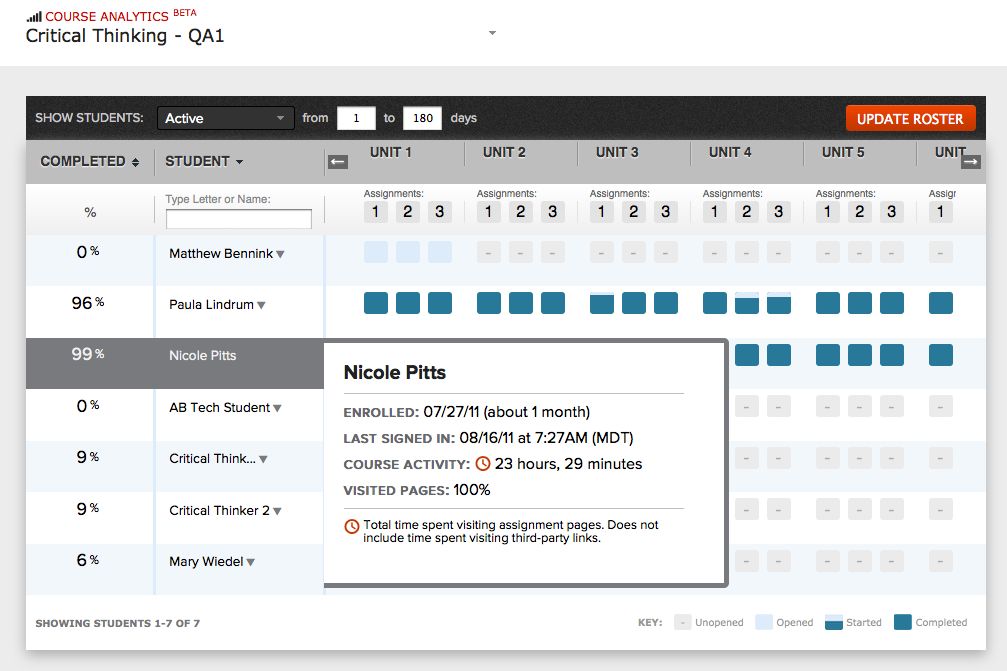 COURSE ANALYTICS BETA
Critical Thinking - QA1
SHOW STUDENTS: Active from 1 to 180 days UPDATE ROSTER
COMPLETED STUDENT ← UNIT 1 UNIT 2 UNIT 3 UNIT 4 UNIT 5 UNIT →
% Type Letter or Name: Assignments: Assignments: Assignments: Assignments: Assignments: Assigr
1 2 3 1 2 3 1 2 3 1 2 3 1 2 3 1
0 % Matthew Bennink - - - - - - - - - - - - -
96 % Paula Lindrum
99 % Nicole Pitts
0 % AB Tech Student - - - - - -
9 % Critical Think... - - - - - -
9 % Critical Thinker 2 - - - - - -
6 % Mary Wiedel - - - - - -
Nicole Pitts
ENROLLED: 07/27/11 (about 1 month)
LAST SIGNED IN: 08/16/11 at 7:27AM (MDT)
COURSE ACTIVITY: 23 hours, 29 minutes
VISITED PAGES: 100%
Total time spent visiting assignment pages. Does not
include time spent visiting third-party links.
SHOWING STUDENTS 1-7 OF 7 KEY: - Unopened Opened Started Completed